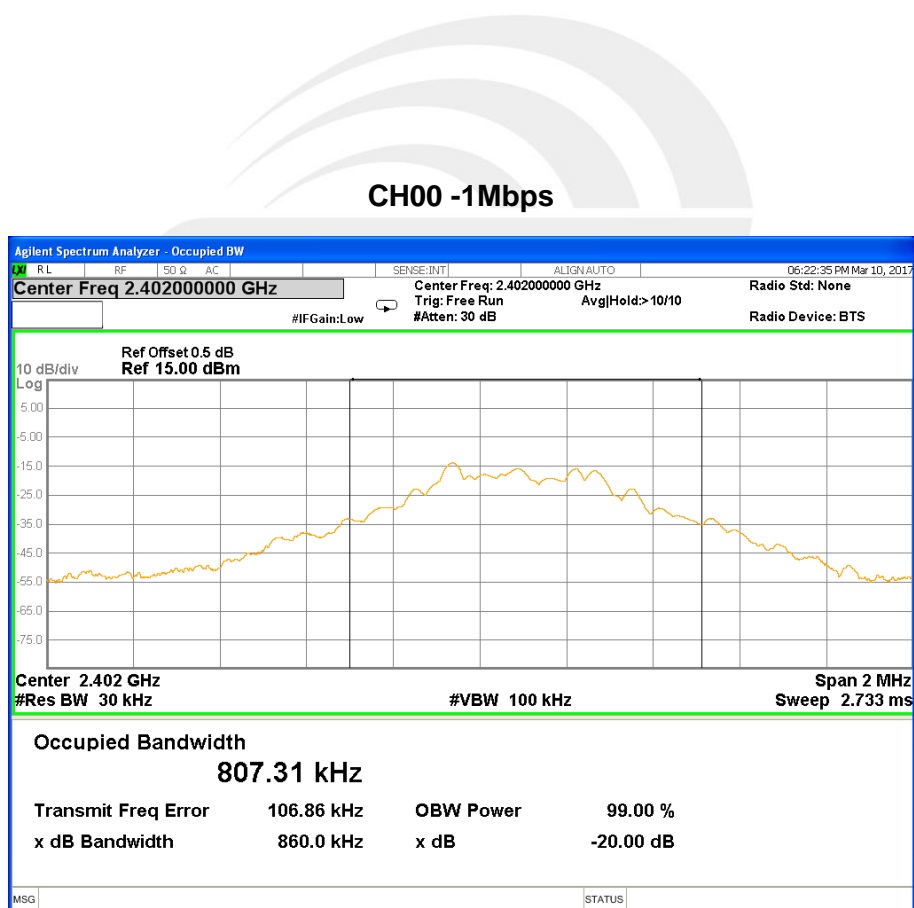 CH00 -1Mbps
Agilent Spectrum Analyzer - Occupied BW
LXI RL RF 50 Ω AC SENSE:INT ALIGN AUTO 06:22:35 PM Mar 10, 2017
Center Freq 2.402000000 GHz
Center Freq: 2.402000000 GHz
Radio Std: None
Trig: Free Run
Avg|Hold:>10/10
#IFGain:Low
#Atten: 30 dB
Radio Device: BTS
Ref Offset 0.5 dB
10 dB/div
Ref 15.00 dBm
Log
5.00
-5.00
-15.0
-25.0
-35.0
-45.0
-55.0
-65.0
-75.0
Center 2.402 GHz
Span 2 MHz
#Res BW 30 kHz
#VBW 100 kHz
Sweep 2.733 ms
Occupied Bandwidth
807.31 kHz
Transmit Freq Error 106.86 kHz OBW Power 99.00 %
x dB Bandwidth 860.0 kHz x dB -20.00 dB
MSG STATUS